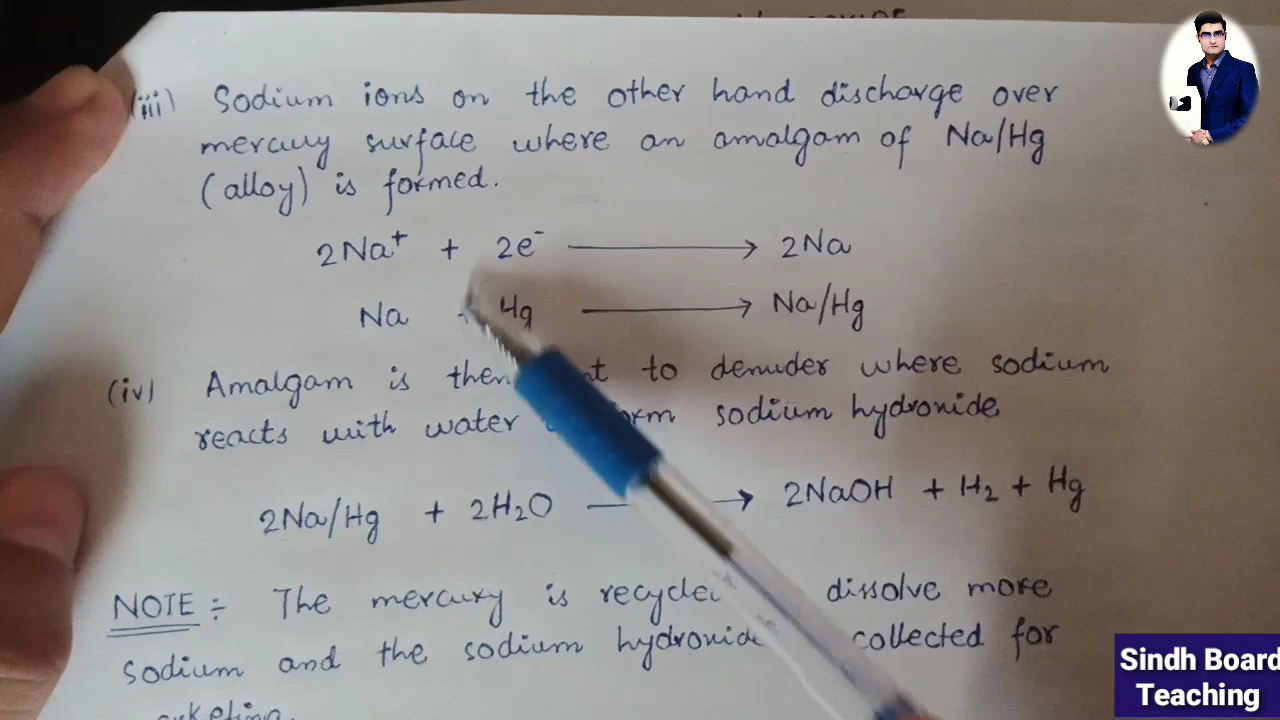 (iii) Sodium ions on the other hand discharge over
mercury surface where an amalgam of Na/Hg
(alloy) is formed.
2Na⁺ + 2e⁻ ⟶ 2Na
Na + Hg ⟶ Na/Hg
(iv) Amalgam is then to denuder where sodium
reacts with water sodium hydroxide
2Na/Hg + 2H₂O ⟶ 2NaOH + H₂ + Hg
NOTE :- The mercury is dissolve more
sodium and the sodium collected for
Sindh Board
Teaching